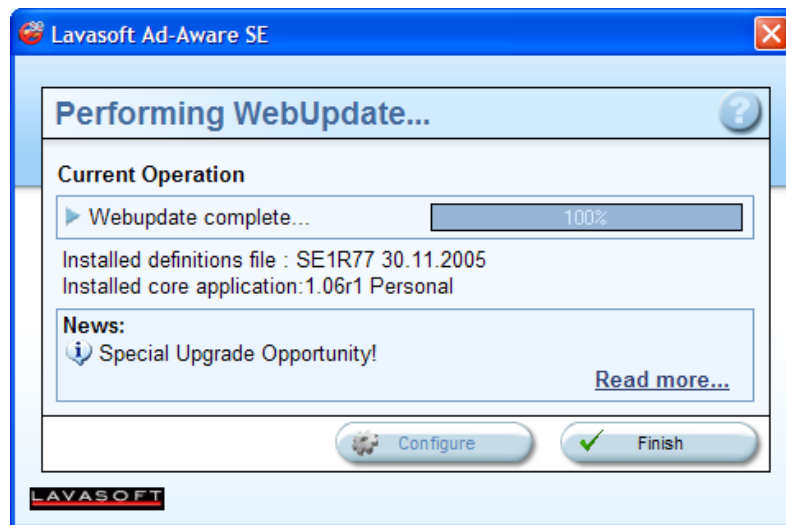 Lavasoft Ad-Aware SE
Performing WebUpdate...
?
Current Operation
Webupdate complete... 100%
Installed definitions file : SE1R77 30.11.2005
Installed core application:1.06r1 Personal
News:
Special Upgrade Opportunity!
Read more...
Configure Finish
LAVASOFT